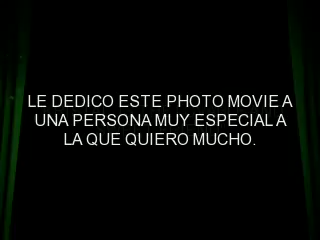 LE DEDICO ESTE PHOTO MOVIE A
UNA PERSONA MUY ESPECIAL A
LA QUE QUIERO MUCHO.